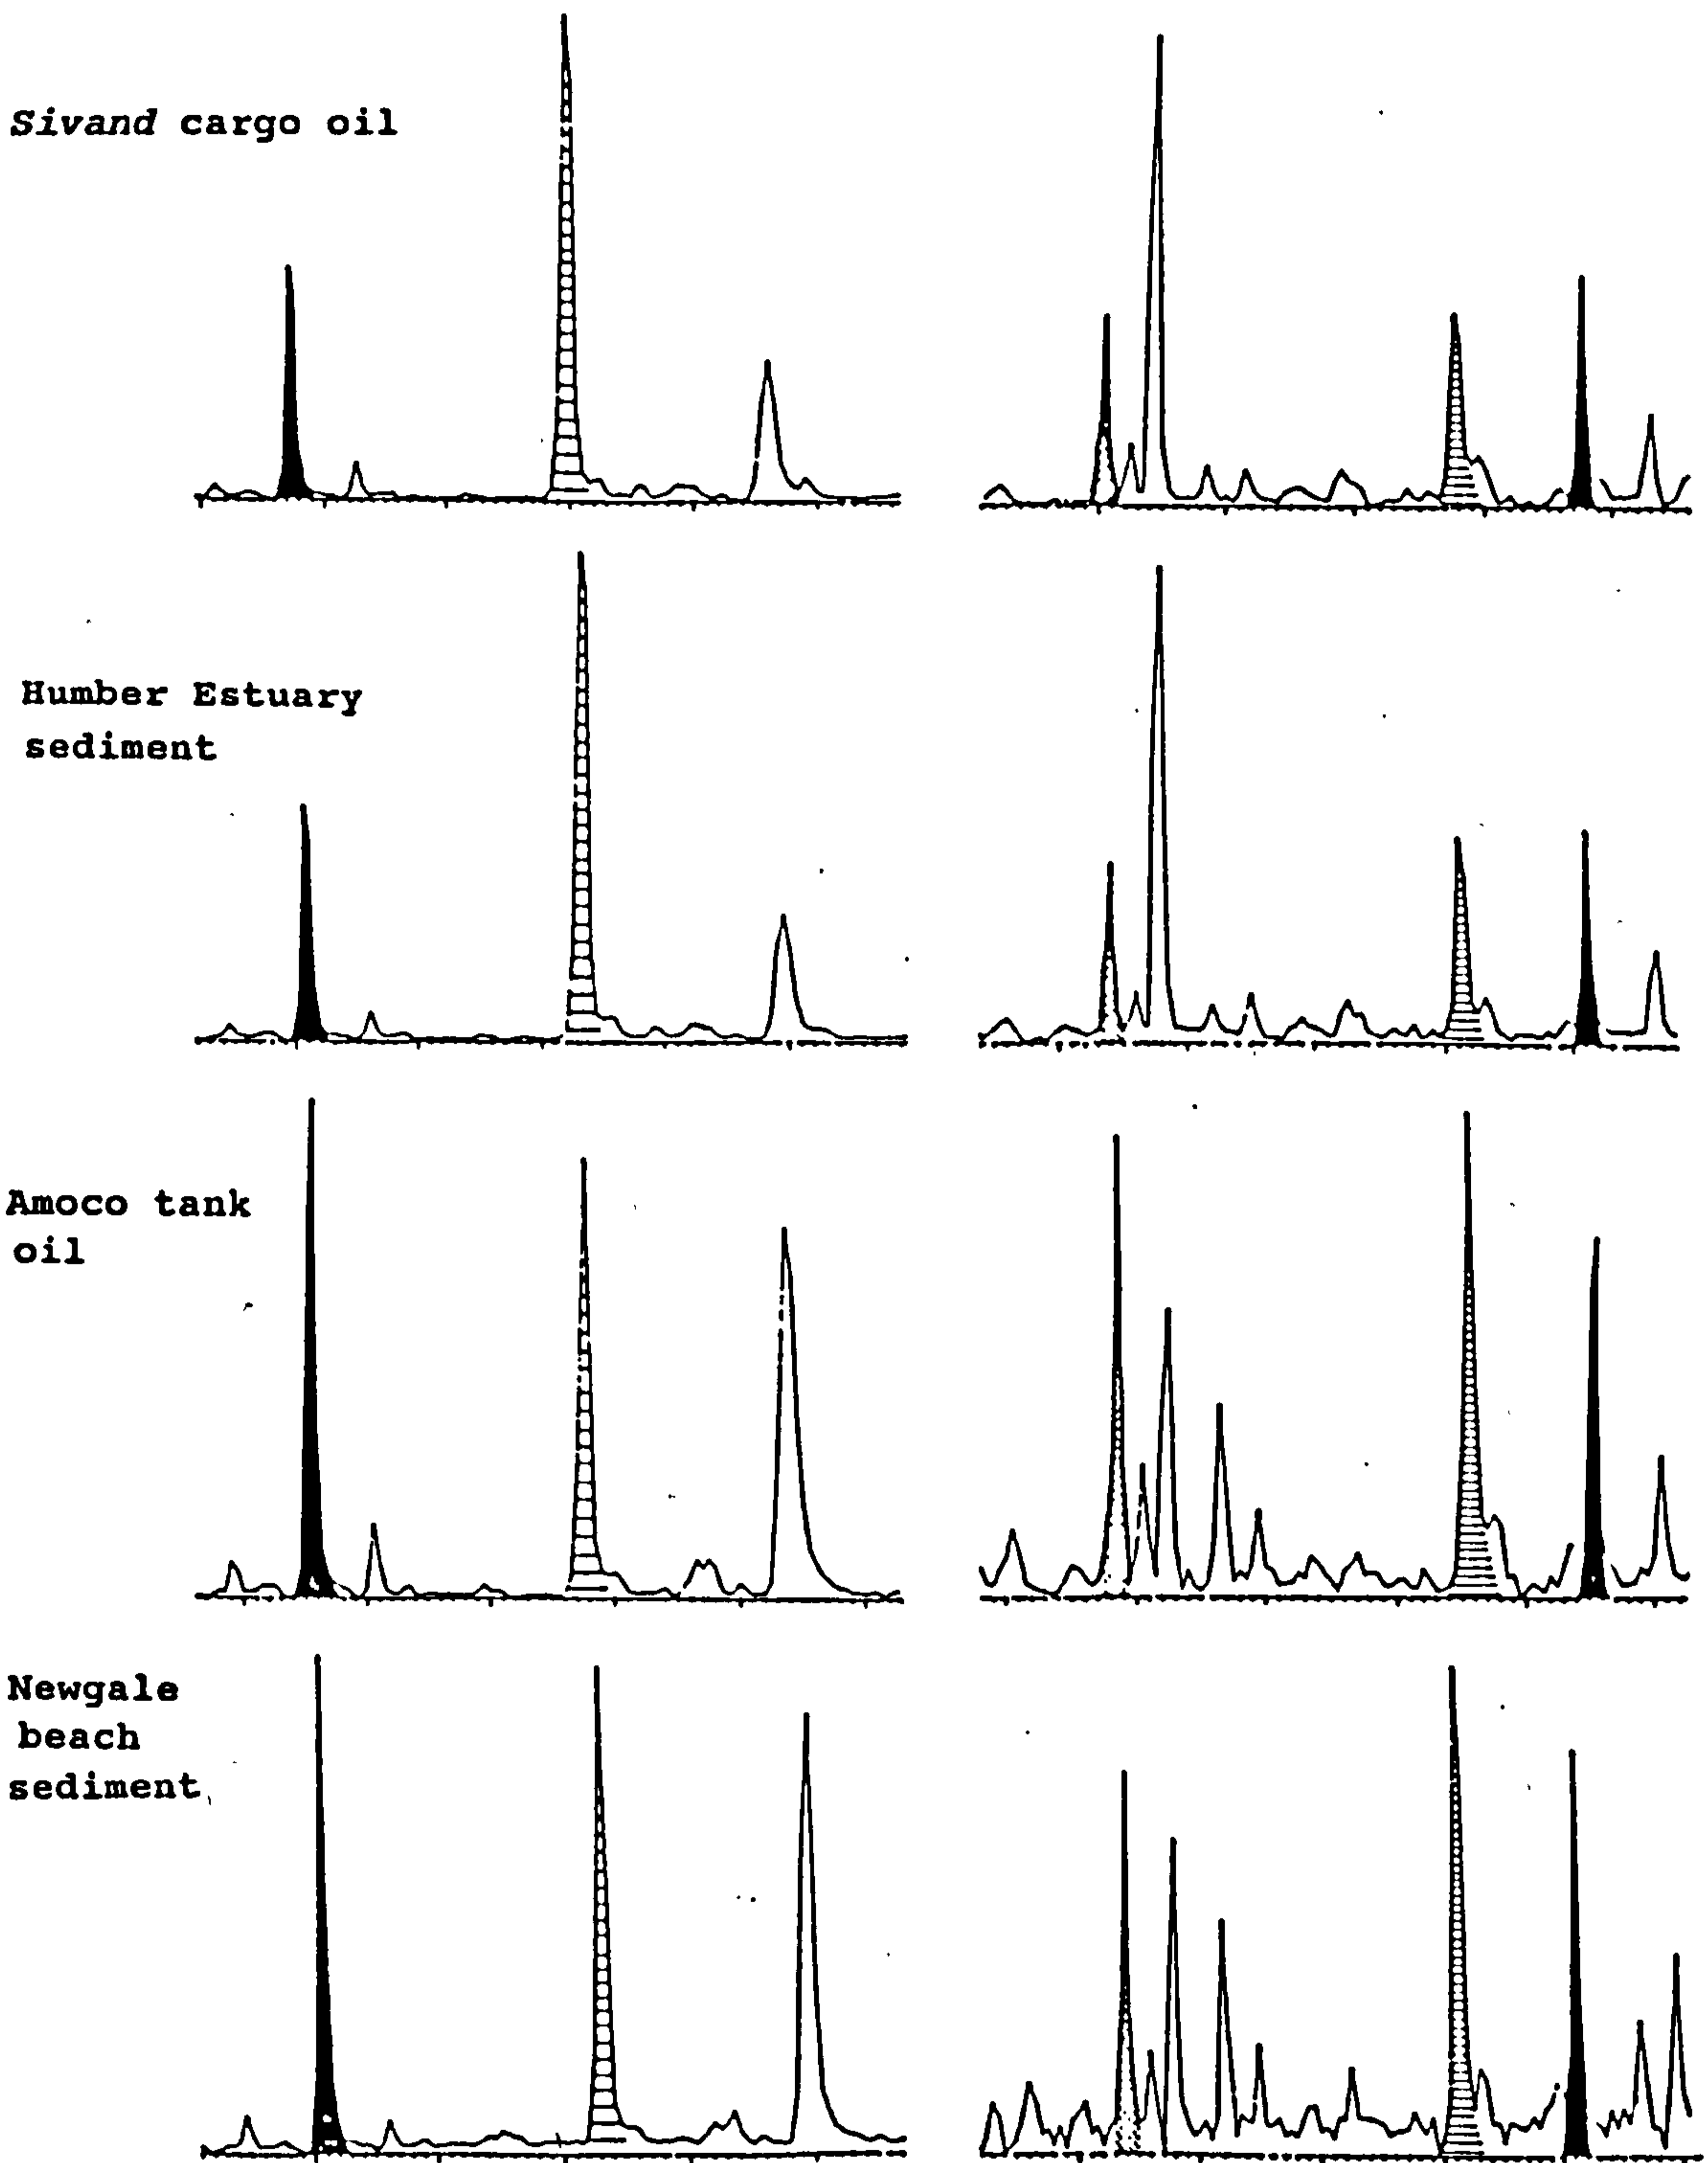 Sivand cargo oil
Humber Estuary
sediment
Amoco tank
oil
Newgale
beach
sediment